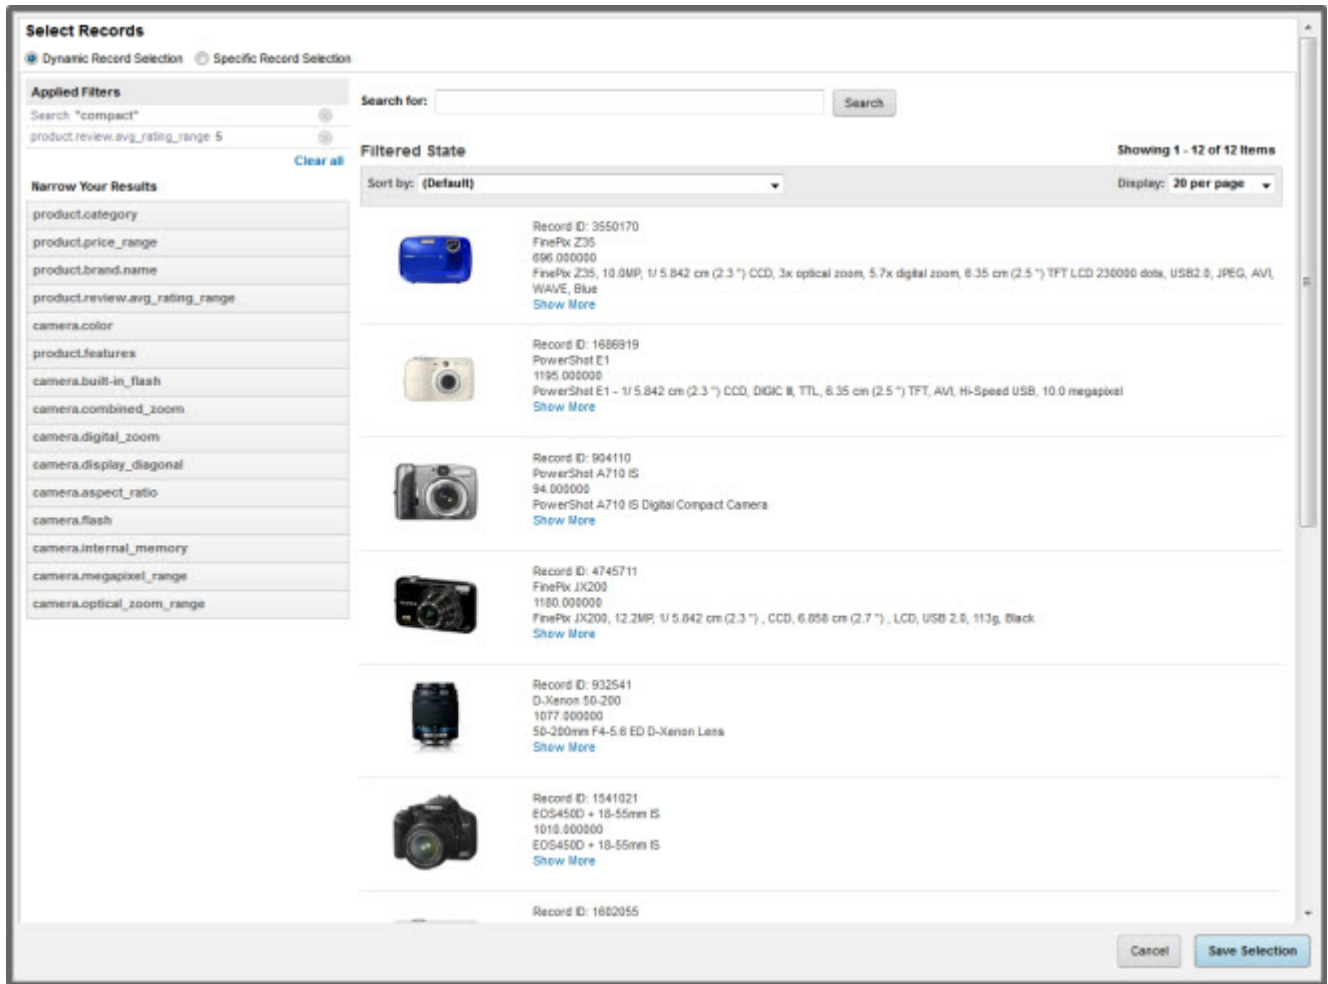 Select Records
Dynamic Record Selection Specific Record Selection
Applied Filters
Search "compact"
product.review.avg_rating_range 5
Clear all
Narrow Your Results
product.category
product.price_range
product.brand.name
product.review.avg_rating_range
camera.color
product.features
camera.built-in_flash
camera.combined_zoom
camera.digital_zoom
camera.display_diagonal
camera.aspect_ratio
camera.flash
camera.internal_memory
camera.megapixel_range
camera.optical_zoom_range
Search for: Search
Filtered State Showing 1 - 12 of 12 Items
Sort by: (Default) Display: 20 per page
Record ID: 3550170
FinePix Z35
696.000000
FinePix Z35, 10.0MP, 1/ 5.842 cm (2.3 ") CCD, 3x optical zoom, 5.7x digital zoom, 6.35 cm (2.5 ") TFT LCD 230000 dots, USB2.0, JPEG, AVI,
WAVE, Blue
Show More
Record ID: 1686919
PowerShot E1
1195.000000
PowerShot E1 - 1/ 5.842 cm (2.3 ") CCD, DIGIC III, TTL, 6.35 cm (2.5 ") TFT, AVI, Hi-Speed USB, 10.0 megapixel
Show More
Record ID: 904110
PowerShot A710 IS
94.000000
PowerShot A710 IS Digital Compact Camera
Show More
Record ID: 4745711
FinePix JX200
1180.000000
FinePix JX200, 12.2MP, 1/ 5.842 cm (2.3 ") , CCD, 6.858 cm (2.7 ") , LCD, USB 2.0, 113g, Black
Show More
Record ID: 932541
D-Xenon 50-200
1077.000000
50-200mm F4-5.6 ED D-Xenon Lens
Show More
Record ID: 1541021
EOS450D + 18-55mm IS
1010.000000
EOS450D + 18-55mm IS
Show More
Record ID: 1602055
Cancel Save Selection